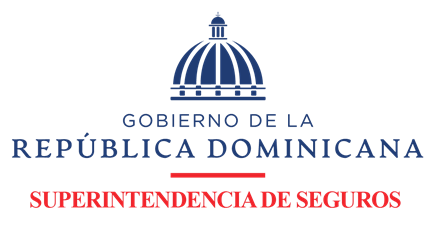 GOBIERNO DE LA
REPÚBLICA DOMINICANA
SUPERINTENDENCIA DE SEGUROS